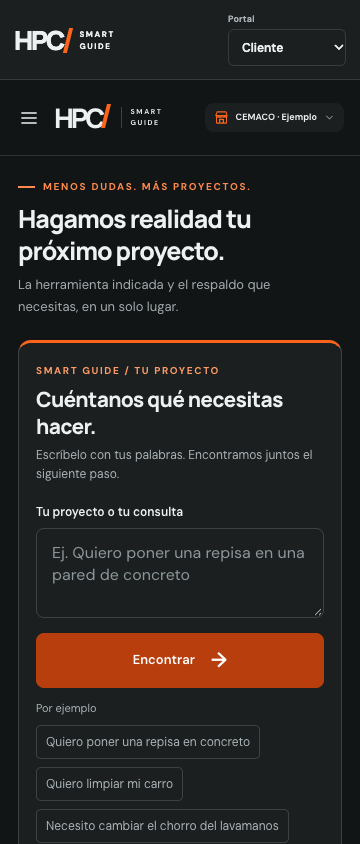 HPC/ SMART GUIDE
Portal
Cliente
HPC/ SMART GUIDE
CEMACO · Ejemplo
MENOS DUDAS. MÁS PROYECTOS.
Hagamos realidad tu
próximo proyecto.
La herramienta indicada y el respaldo que
necesitas, en un solo lugar.
SMART GUIDE / TU PROYECTO
Cuéntanos qué necesitas
hacer.
Escríbelo con tus palabras. Encontramos juntos el
siguiente paso.
Tu proyecto o tu consulta
Ej. Quiero poner una repisa en una
pared de concreto
Encontrar
Por ejemplo
Quiero poner una repisa en concreto
Quiero limpiar mi carro
Necesito cambiar el chorro del lavamanos